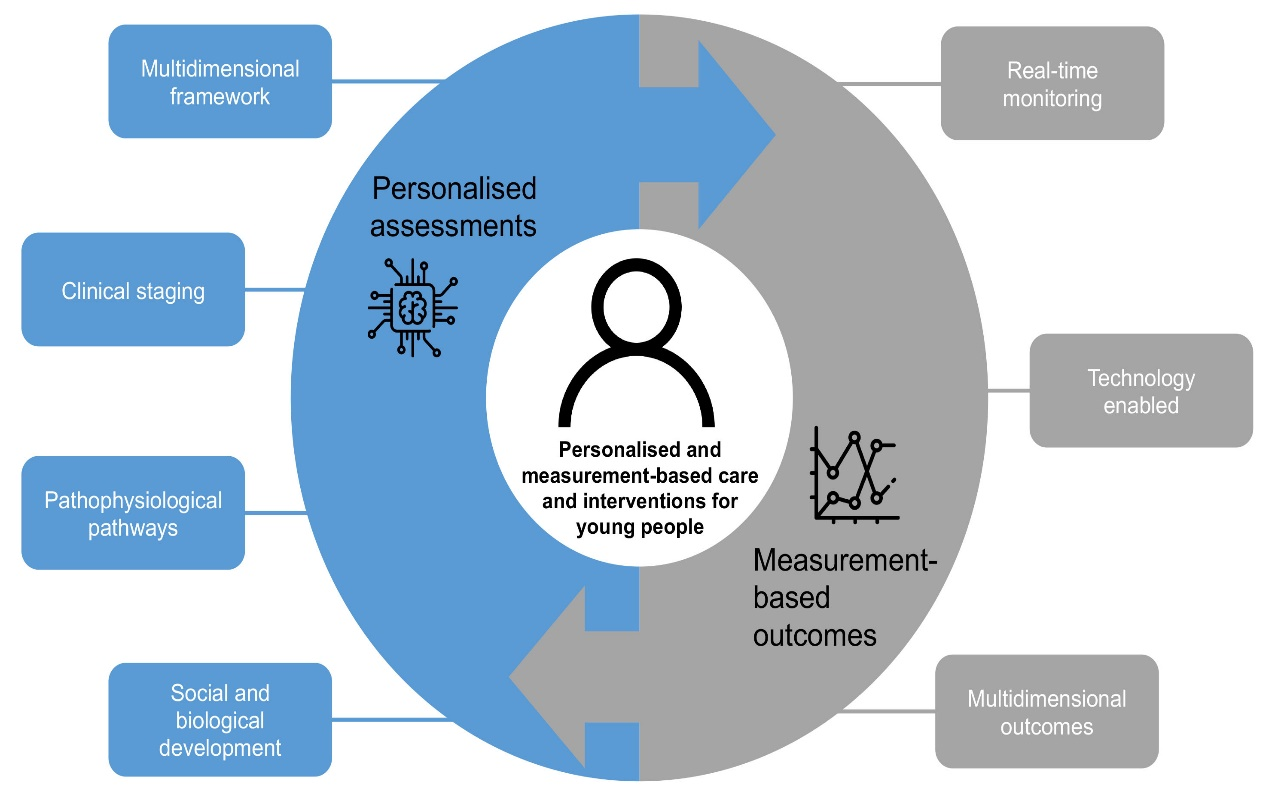 Multidimensional
framework
Clinical staging
Pathophysiological
pathways
Social and
biological
development
Personalised
assessments
Personalised and
measurement-based care
and interventions for
young people
Measurement-
based
outcomes
Real-time
monitoring
Technology
enabled
Multidimensional
outcomes